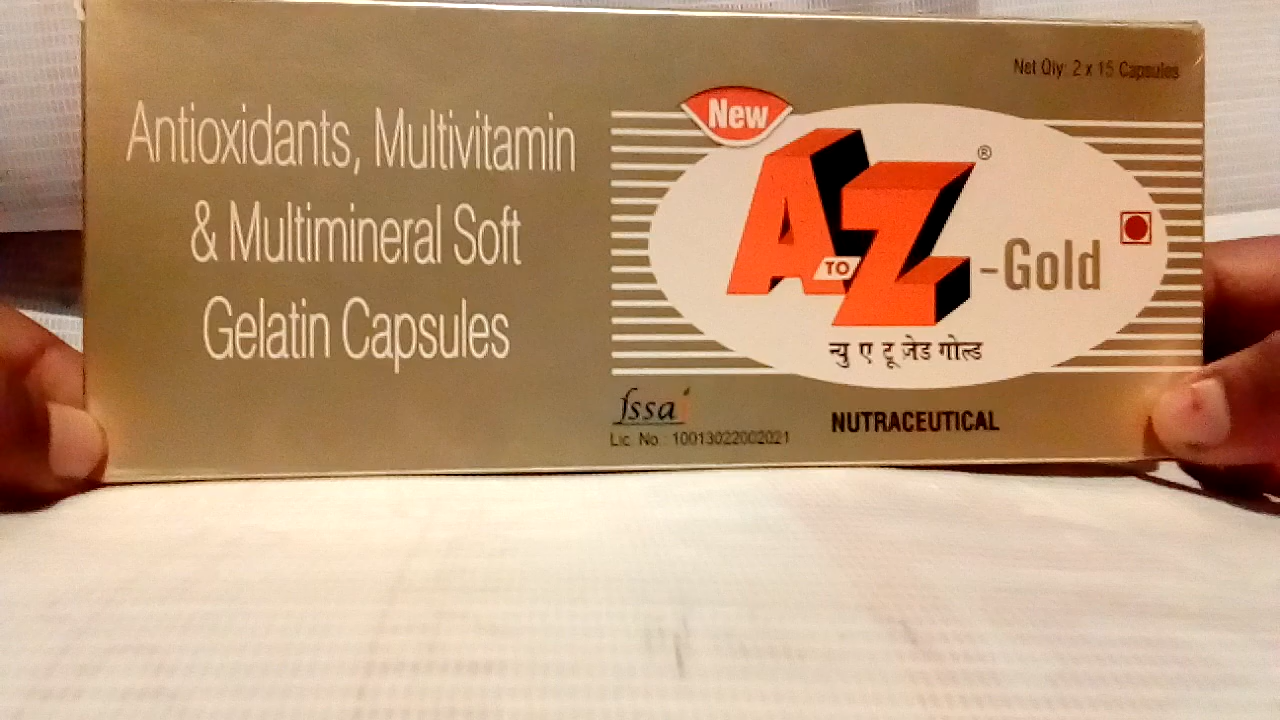 Antioxidants, Multivitamin
& Multimineral Soft
Gelatin Capsules
Net Qty: 2 x 15 Capsules
New
A TO Z ®
-Gold
न्यु ए टू ज़ेड गोल्ड
fssai
Lic. No. 10013022002021
NUTRACEUTICAL